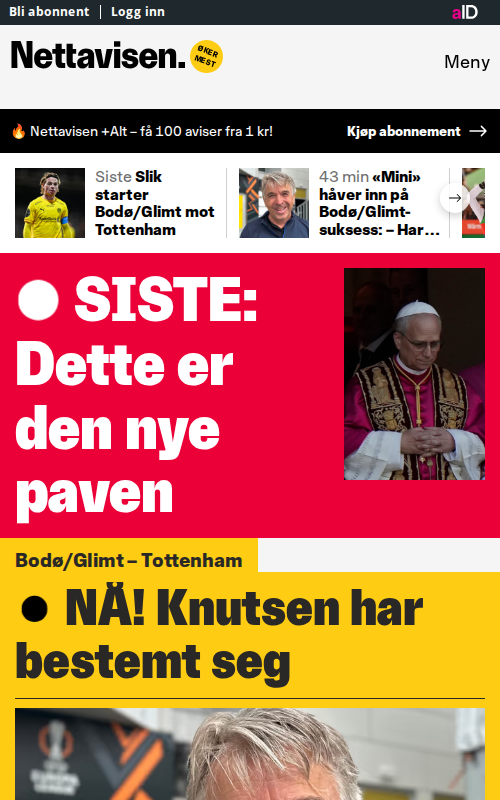 Bli abonnent | Logg inn
aID
Nettavisen.
ØKER
MEST
Meny
🔥 Nettavisen +Alt – få 100 aviser fra 1 kr!
Kjøp abonnement →
Siste Slik
starter
Bodø/Glimt mot
Tottenham
43 min «Mini»
håver inn på
Bodø/Glimt-
suksess: – Har…
SISTE:
Dette er
den nye
paven
Bodø/Glimt – Tottenham
● NÅ! Knutsen har
bestemt seg
EUROPA
LEAGUE